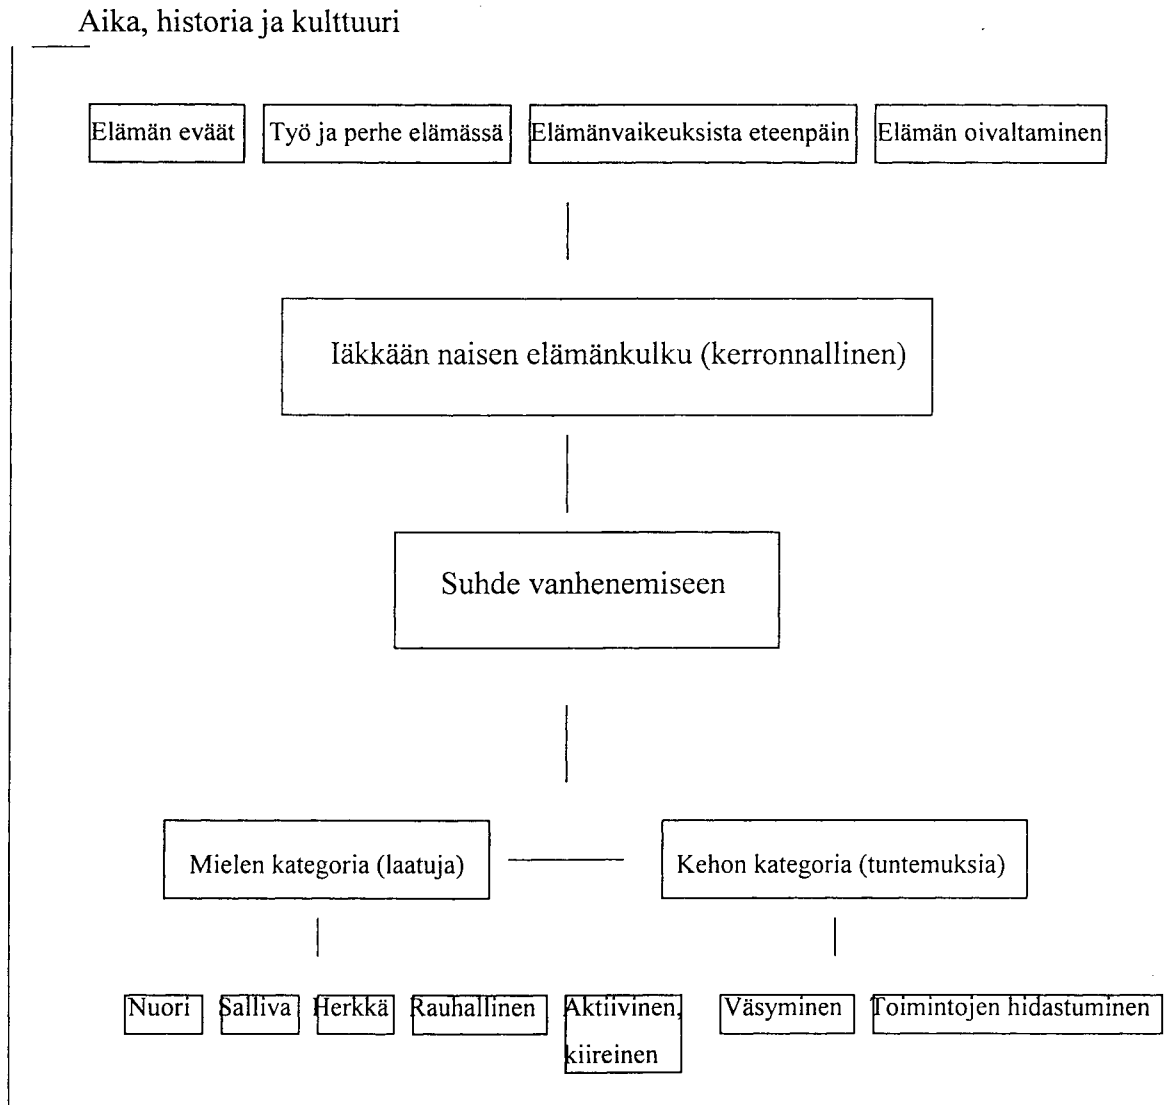 Aika, historia ja kulttuuri
Elämän eväät
Työ ja perhe elämässä
Elämänvaikeuksista eteenpäin
Elämän oivaltaminen
Iäkkään naisen elämänkulku (kerronnallinen)
Suhde vanhenemiseen
Mielen kategoria (laatuja)
Kehon kategoria (tuntemuksia)
Nuori
Salliva
Herkkä
Rauhallinen
Aktiivinen,
kiireinen
Väsyminen
Toimintojen hidastuminen